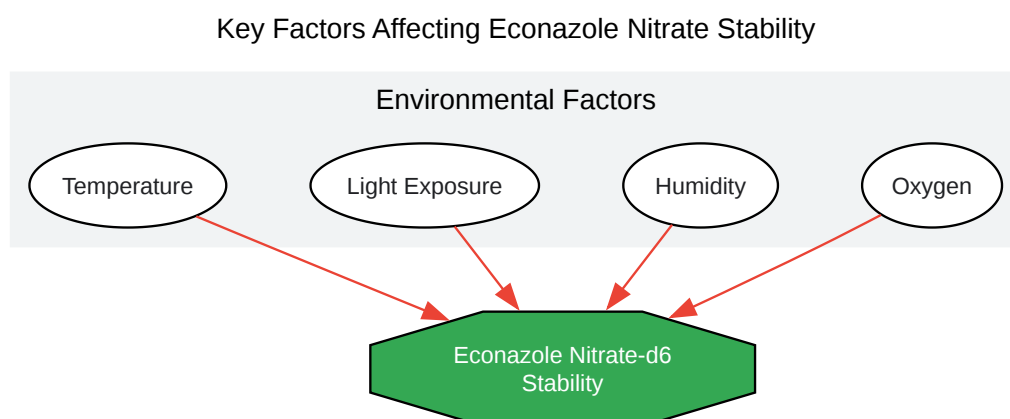 Key Factors Affecting Econazole Nitrate Stability
Environmental Factors
Temperature
Light Exposure
Humidity
Oxygen
Econazole Nitrate-d6
Stability